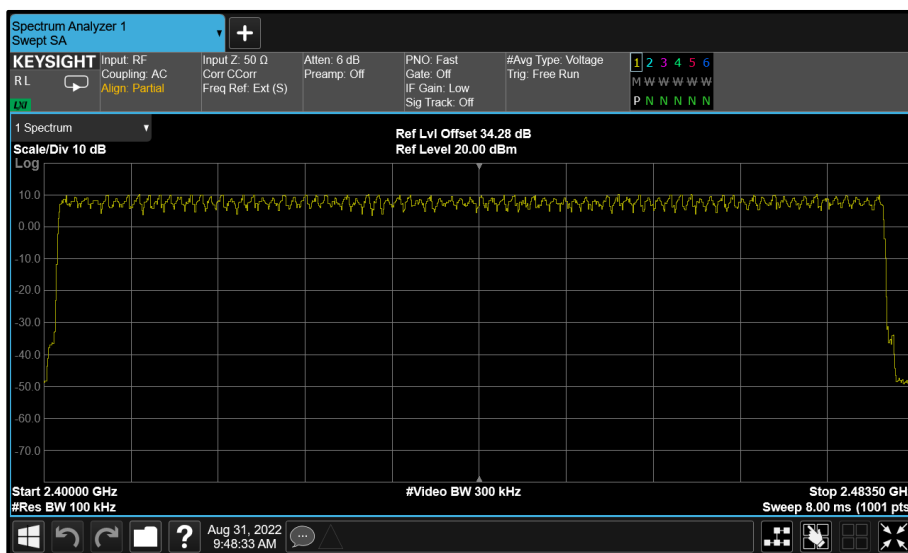 Spectrum Analyzer 1
Swept SA
+
KEYSIGHT
R L
LXI
Input: RF
Coupling: AC
Align: Partial
Input Z: 50 Ω
Corr CCorr
Freq Ref: Ext (S)
Atten: 6 dB
Preamp: Off
PNO: Fast
Gate: Off
IF Gain: Low
Sig Track: Off
#Avg Type: Voltage
Trig: Free Run
1 2 3 4 5 6
M W W W W W
P N N N N N
1 Spectrum
Scale/Div 10 dB
Ref Lvl Offset 34.28 dB
Ref Level 20.00 dBm
Log
10.0
0.00
-10.0
-20.0
-30.0
-40.0
-50.0
-60.0
-70.0
Start 2.40000 GHz
#Res BW 100 kHz
#Video BW 300 kHz
Stop 2.48350 GH
Sweep 8.00 ms (1001 pts
?
Aug 31, 2022
9:48:33 AM